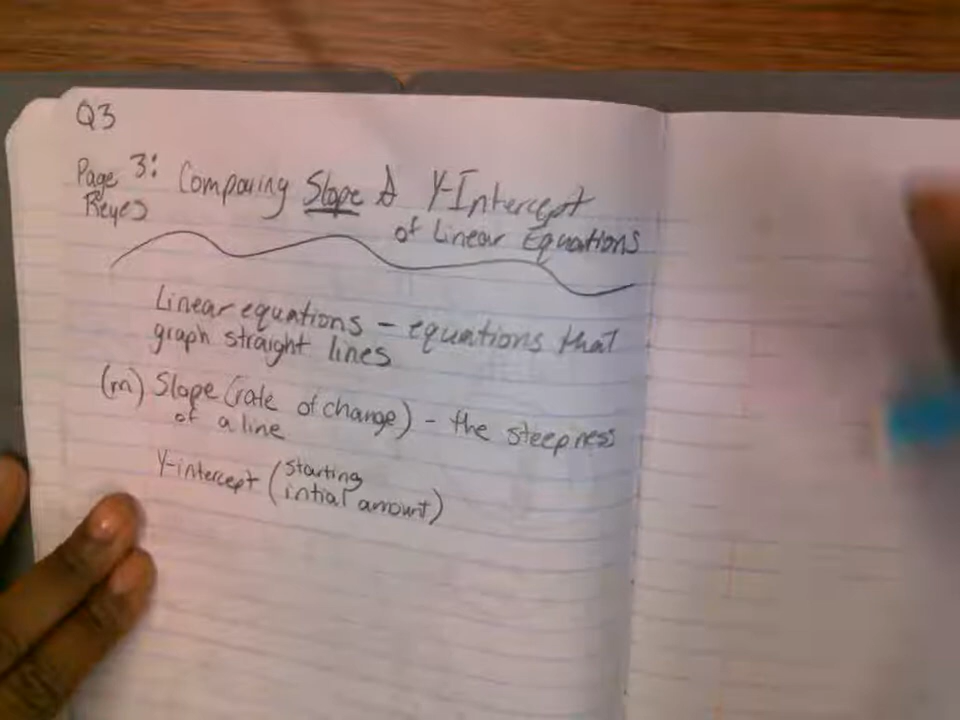 Q3
Page 3: Comparing Slope & Y-Intercept
Reyes
of Linear Equations
Linear equations - equations that
graph straight lines
(m) Slope (rate of change) - the steepness
of a line
Y-intercept (starting
intial amount)